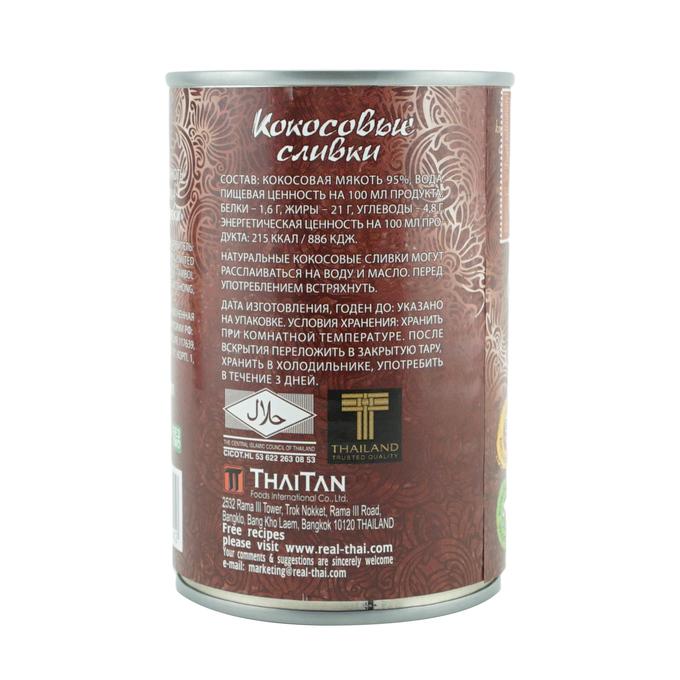 Кокосовые
сливки
СОСТАВ: КОКОСОВАЯ МЯКОТЬ 95%, ВОДА
ПИЩЕВАЯ ЦЕННОСТЬ НА 100 МЛ ПРОДУКТА:
БЕЛКИ – 1,6 Г, ЖИРЫ – 21 Г, УГЛЕВОДЫ – 4,8 Г
ЭНЕРГЕТИЧЕСКАЯ ЦЕННОСТЬ НА 100 МЛ ПРО-
ДУКТА: 215 ККАЛ / 886 КДЖ.
НАТУРАЛЬНЫЕ КОКОСОВЫЕ СЛИВКИ МОГУТ
РАССЛАИВАТЬСЯ НА ВОДУ И МАСЛО. ПЕРЕД
УПОТРЕБЛЕНИЕМ ВСТРЯХНУТЬ.
ДАТА ИЗГОТОВЛЕНИЯ, ГОДЕН ДО: УКАЗАНО
НА УПАКОВКЕ. УСЛОВИЯ ХРАНЕНИЯ: ХРАНИТЬ
ПРИ КОМНАТНОЙ ТЕМПЕРАТУРЕ. ПОСЛЕ
ВСКРЫТИЯ ПЕРЕЛОЖИТЬ В ЗАКРЫТУЮ ТАРУ,
ХРАНИТЬ В ХОЛОДИЛЬНИКЕ, УПОТРЕБИТЬ
В ТЕЧЕНИЕ 3 ДНЕЙ.
حلال
THE CENTRAL ISLAMIC COUNCIL OF THAILAND
CICOT.HL 53 622 263 08 53
THAILAND
TRUSTED QUALITY
THAITAN
Foods International Co., Ltd.
2532 Rama III Tower, Trok Nokket, Rama III Road,
Bangklo, Bang Kho Laem, Bangkok 10120 THAILAND
Free recipes
please visit www.real-thai.com
Your comments & suggestions are sincerely welcome
e-mail: marketing@real-thai.com